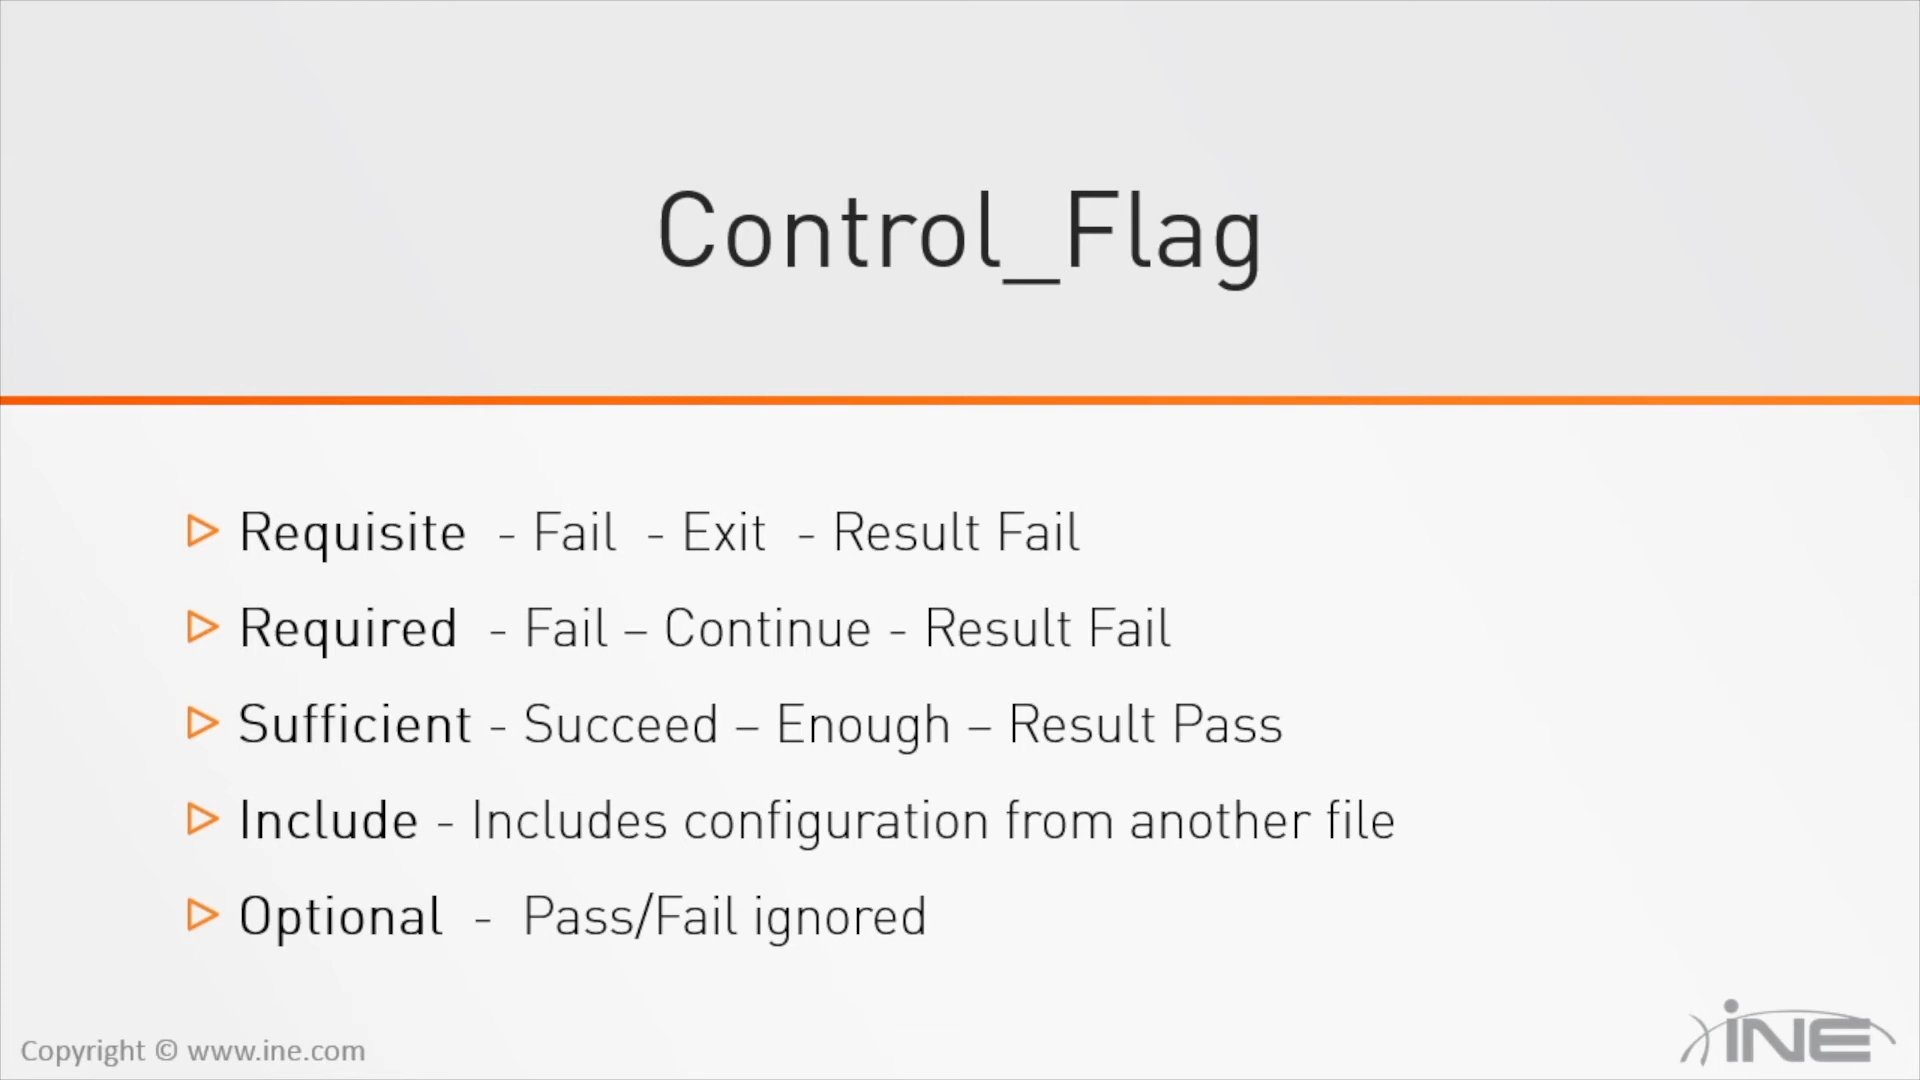 Control_Flag
Requisite - Fail - Exit - Result Fail
Required - Fail – Continue - Result Fail
Sufficient - Succeed – Enough – Result Pass
Include - Includes configuration from another file
Optional - Pass/Fail ignored
Copyright © www.ine.com
iNE